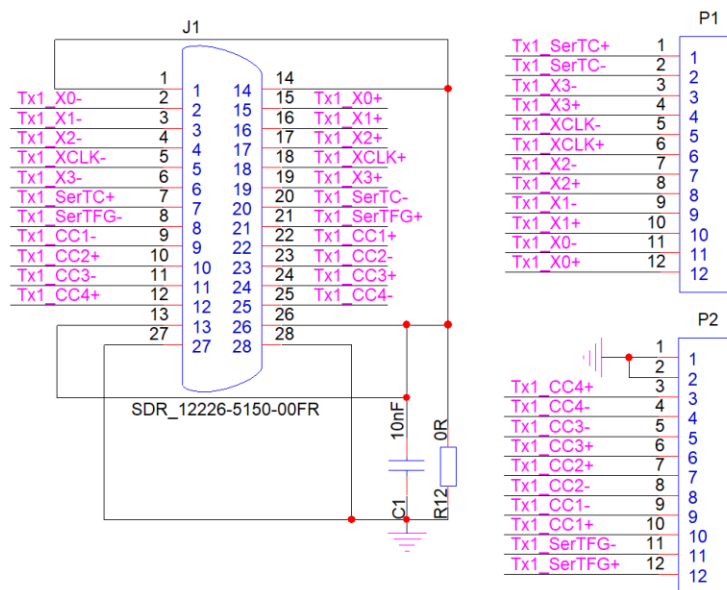 J1
1 1 14 14
Tx1_X0- 2 2 15 15 Tx1_X0+
Tx1_X1- 3 3 16 16 Tx1_X1+
Tx1_X2- 4 4 17 17 Tx1_X2+
Tx1_XCLK- 5 5 18 18 Tx1_XCLK+
Tx1_X3- 6 6 19 19 Tx1_X3+
Tx1_SerTC+ 7 7 20 20 Tx1_SerTC-
Tx1_SerTFG- 8 8 21 21 Tx1_SerTFG+
Tx1_CC1- 9 9 22 22 Tx1_CC1+
Tx1_CC2+ 10 10 23 23 Tx1_CC2-
Tx1_CC3- 11 11 24 24 Tx1_CC3+
Tx1_CC4+ 12 12 25 25 Tx1_CC4-
13 13 26 26
27 27 28 28
SDR_12226-5150-00FR
10nF
C1
0R
R12
P1
Tx1_SerTC+ 1 1
Tx1_SerTC- 2 2
Tx1_X3- 3 3
Tx1_X3+ 4 4
Tx1_XCLK- 5 5
Tx1_XCLK+ 6 6
Tx1_X2- 7 7
Tx1_X2+ 8 8
Tx1_X1- 9 9
Tx1_X1+ 10 10
Tx1_X0- 11 11
Tx1_X0+ 12 12
P2
1 1
2 2
Tx1_CC4+ 3 3
Tx1_CC4- 4 4
Tx1_CC3- 5 5
Tx1_CC3+ 6 6
Tx1_CC2+ 7 7
Tx1_CC2- 8 8
Tx1_CC1- 9 9
Tx1_CC1+ 10 10
Tx1_SerTFG- 11 11
Tx1_SerTFG+ 12 12